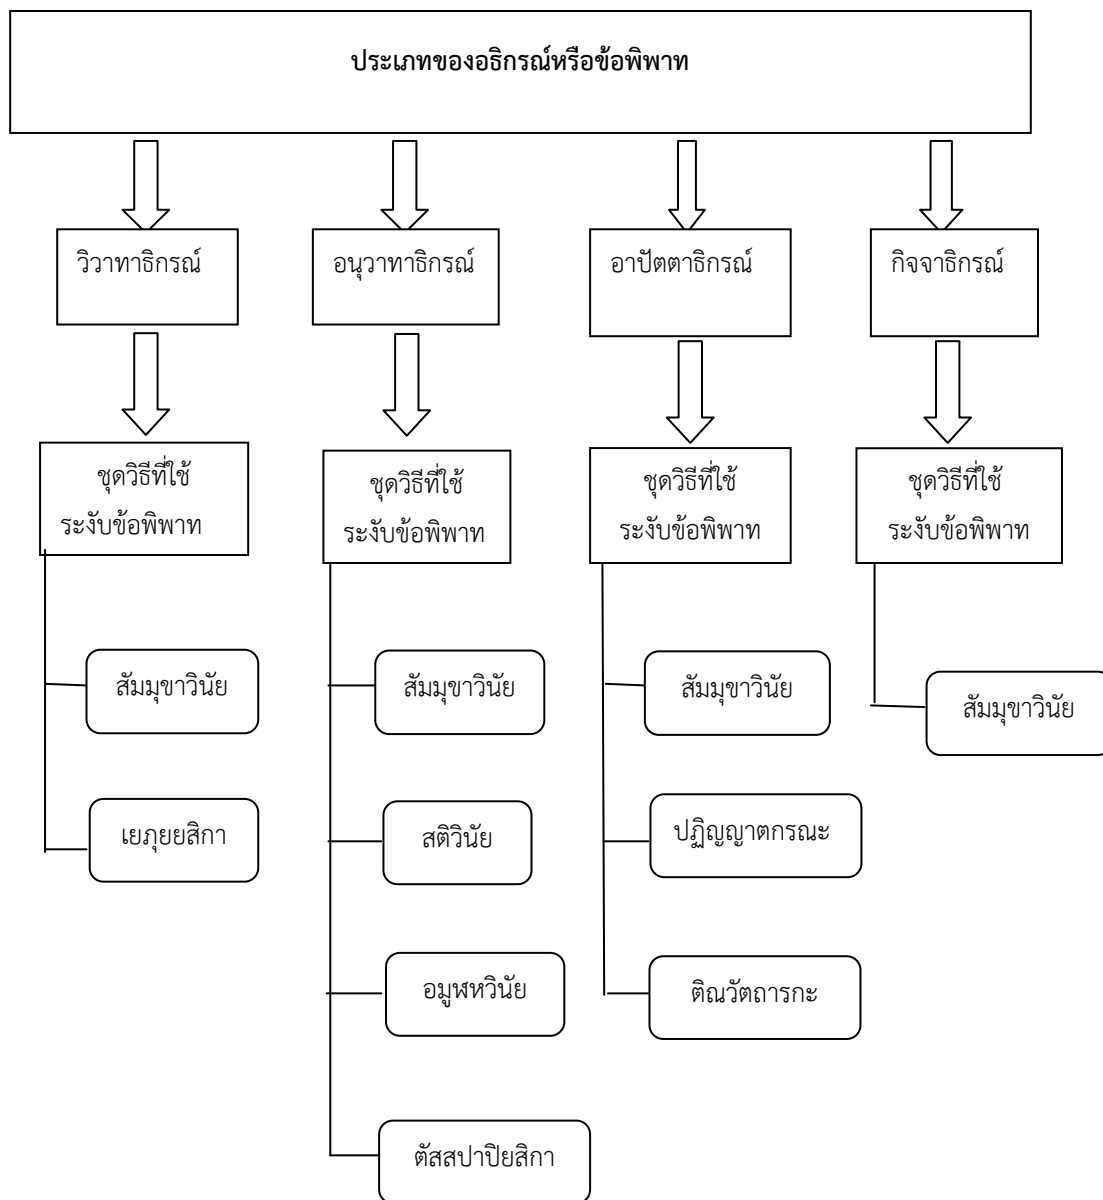 ประเภทของอธิกรณ์หรือข้อพิพาท
วิวาทาธิกรณ์
อนุวาทาธิกรณ์
อาปัตตาธิกรณ์
กิจจาธิกรณ์
ชุดวิธีที่ใช้
ระงับข้อพิพาท
ชุดวิธีที่ใช้
ระงับข้อพิพาท
ชุดวิธีที่ใช้
ระงับข้อพิพาท
ชุดวิธีที่ใช้
ระงับข้อพิพาท
สัมมุขาวินัย
สัมมุขาวินัย
สัมมุขาวินัย
สัมมุขาวินัย
เยภุยยสิกา
สติวินัย
ปฏิญญาตกรณะ
อมูฬหวินัย
ติณวัตถารกะ
ตัสสปาปิยสิกา